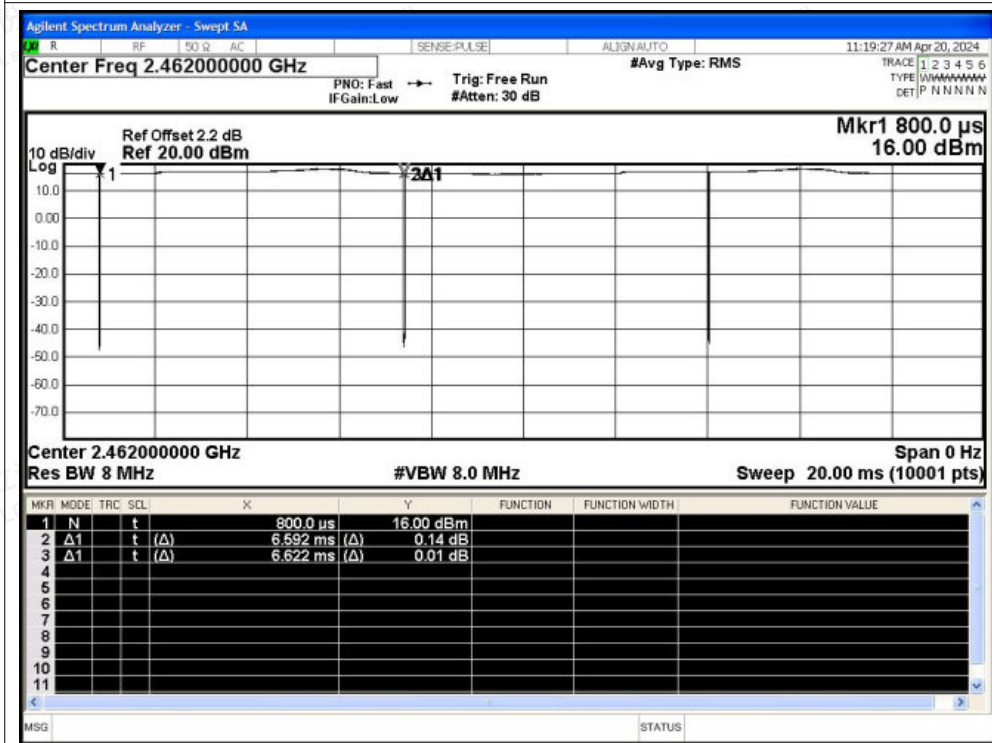 Agilent Spectrum Analyzer - Swept SA
LXI R RF 50 Ω AC SENSE:PULSE ALIGN AUTO 11:19:27 AM Apr 20, 2024
Center Freq 2.462000000 GHz #Avg Type: RMS TRACE 1 2 3 4 5 6
PNO: Fast Trig: Free Run TYPE WWWWWW
IFGain:Low #Atten: 30 dB DET P N N N N N
Mkr1 800.0 µs
Ref Offset 2.2 dB
10 dB/div Ref 20.00 dBm 16.00 dBm
Log
1 2Δ1
10.0
0.00
-10.0
-20.0
-30.0
-40.0
-50.0
-60.0
-70.0
Center 2.462000000 GHz Span 0 Hz
Res BW 8 MHz #VBW 8.0 MHz Sweep 20.00 ms (10001 pts)
MKR MODE TRC SCL X Y FUNCTION FUNCTION WIDTH FUNCTION VALUE
1 N t 800.0 µs 16.00 dBm
2 Δ1 t (Δ) 6.592 ms (Δ) 0.14 dB
3 Δ1 t (Δ) 6.622 ms (Δ) 0.01 dB
4
5
6
7
8
9
10
11
MSG STATUS